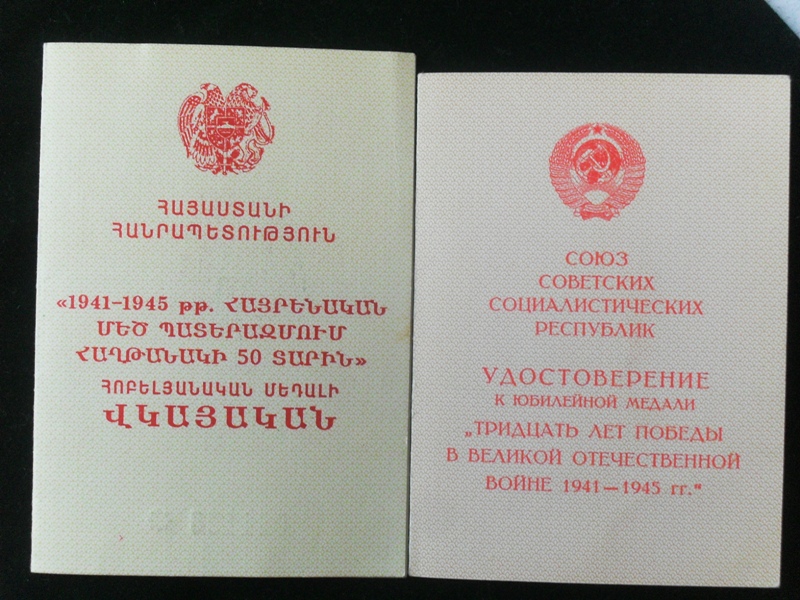 ՀԱՅԱՍՏԱՆԻ
ՀԱՆՐԱՊԵՏՈՒԹՅՈՒՆ
«1941–1945 թթ. ՀԱՅՐԵՆԱԿԱՆ
ՄԵԾ ՊԱՏԵՐԱԶՄՈՒՄ
ՀԱՂԹԱՆԱԿԻ 50 ՏԱՐԻՆ»
ՀՈԲԵԼՅԱՆԱԿԱՆ ՄԵԴԱԼԻ
ՎԿԱՅԱԿԱՆ
СОЮЗ
СОВЕТСКИХ
СОЦИАЛИСТИЧЕСКИХ
РЕСПУБЛИК
УДОСТОВЕРЕНИЕ
К ЮБИЛЕЙНОЙ МЕДАЛИ
„ТРИДЦАТЬ ЛЕТ ПОБЕДЫ
В ВЕЛИКОЙ ОТЕЧЕСТВЕННОЙ
ВОЙНЕ 1941—1945 гг.“